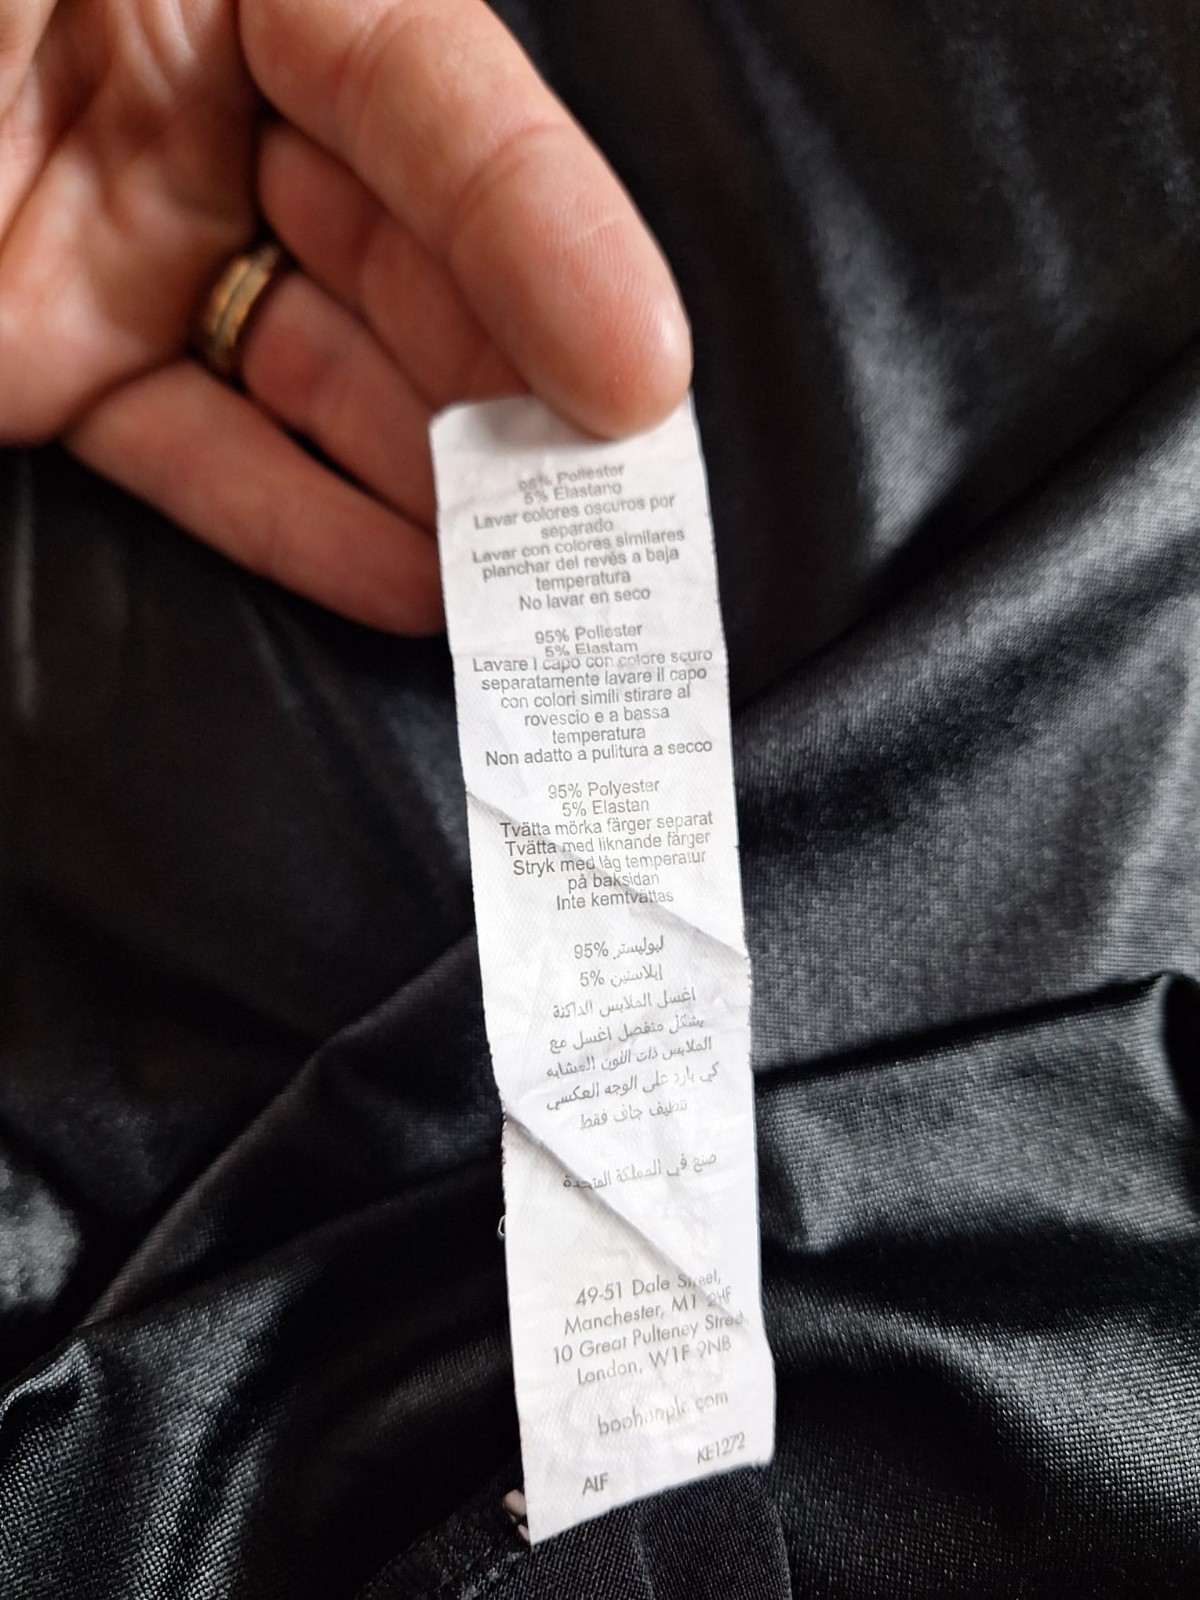 95% Poliester
5% Elastano
Lavar colores oscuros por
separado
Lavar con colores similares
planchar del revés a baja
temperatura
No lavar en seco
95% Poliester
5% Elastam
Lavare l capo con colore scuro
separatamente lavare il capo
con colori simili stirare al
rovescio e a bassa
temperatura
Non adatto a pulitura a secco
95% Polyester
5% Elastan
Tvätta mörka färger separat
Tvätta med liknande färger
Stryk med låg temperatur
på baksidan
Inte kemtvättas
95% لبوليستر
5% إيلاستين
اغسل الملابس الداكنة
بشكل منفصل اغسل مع
الملابس ذات اللون المشابه
كي بارد على الوجه العكسي
تنظيف جاف فقط
صنع في المملكة المتحدة
49-51 Dale Street,
Manchester, M1 2HF
10 Great Pulteney Street
London, W1F 9NB
boohooplc.com
KE1272
AIF